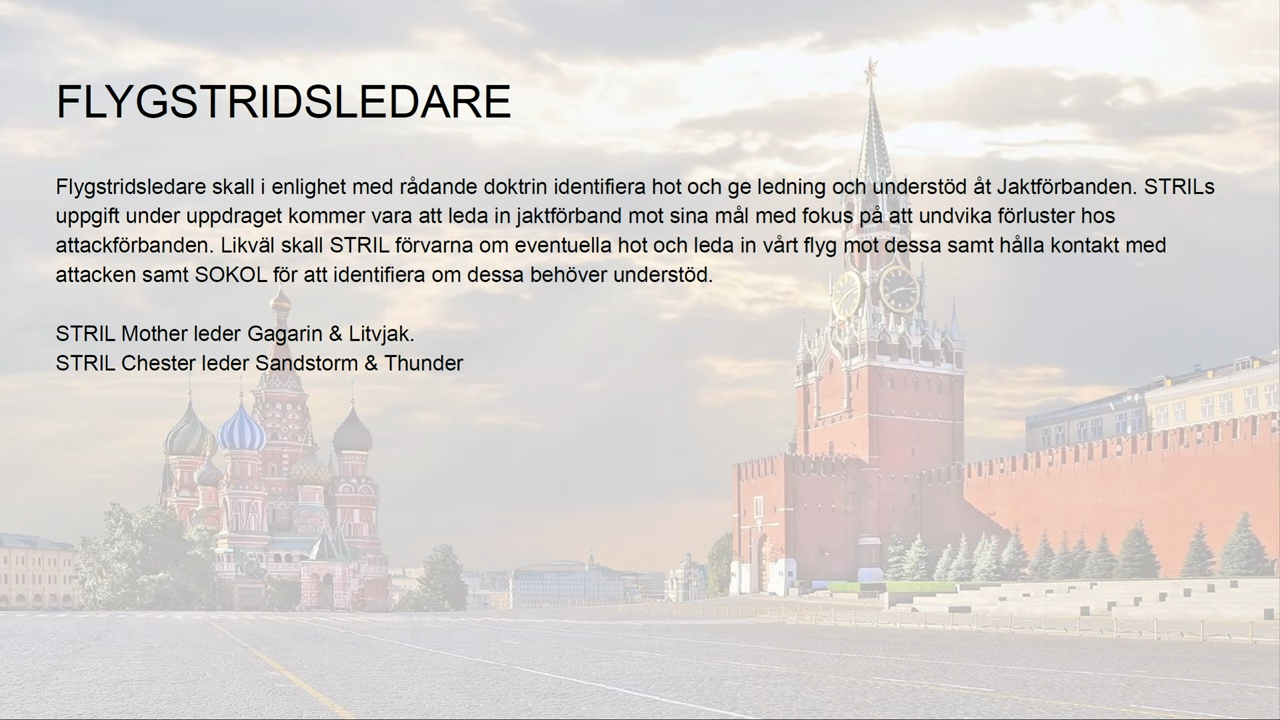 FLYGSTRIDSLEDARE
Flygstridsledare skall i enlighet med rådande doktrin identifiera hot och ge ledning och understöd åt Jaktförbanden. STRILs
uppgift under uppdraget kommer vara att leda in jaktförband mot sina mål med fokus på att undvika förluster hos
attackförbanden. Likväl skall STRIL förvarna om eventuella hot och leda in vårt flyg mot dessa samt hålla kontakt med
attacken samt SOKOL för att identifiera om dessa behöver understöd.
STRIL Mother leder Gagarin & Litvjak.
STRIL Chester leder Sandstorm & Thunder